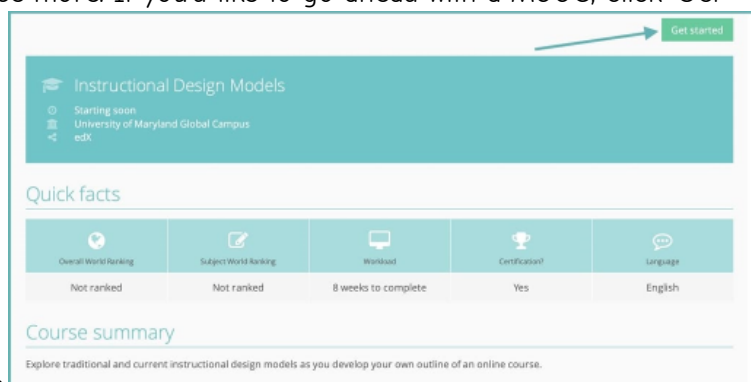 Get started
Instructional Design Models
Starting soon
University of Maryland Global Campus
edX
Quick facts
Overall World Ranking Subject World Ranking Workload Certification? Language
Not ranked Not ranked 8 weeks to complete Yes English
Course summary
Explore traditional and current instructional design models as you develop your own outline of an online course.